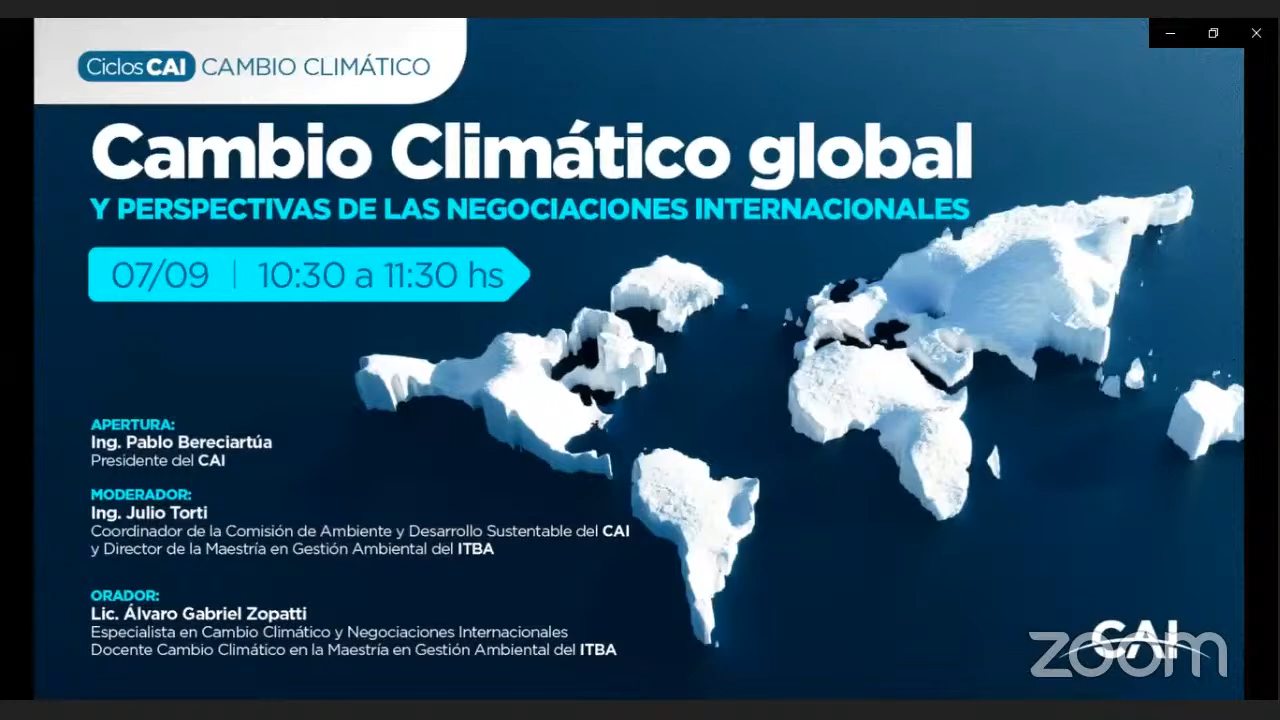 Ciclos CAI CAMBIO CLIMÁTICO
Cambio Climático global
Y PERSPECTIVAS DE LAS NEGOCIACIONES INTERNACIONALES
07/09 | 10:30 a 11:30 hs
APERTURA:
Ing. Pablo Bereciartúa
Presidente del CAI
MODERADOR:
Ing. Julio Torti
Coordinador de la Comisión de Ambiente y Desarrollo Sustentable del CAI
y Director de la Maestría en Gestión Ambiental del ITBA
ORADOR:
Lic. Álvaro Gabriel Zopatti
Especialista en Cambio Climático y Negociaciones Internacionales
Docente Cambio Climático en la Maestría en Gestión Ambiental del ITBA
CAI
zoom